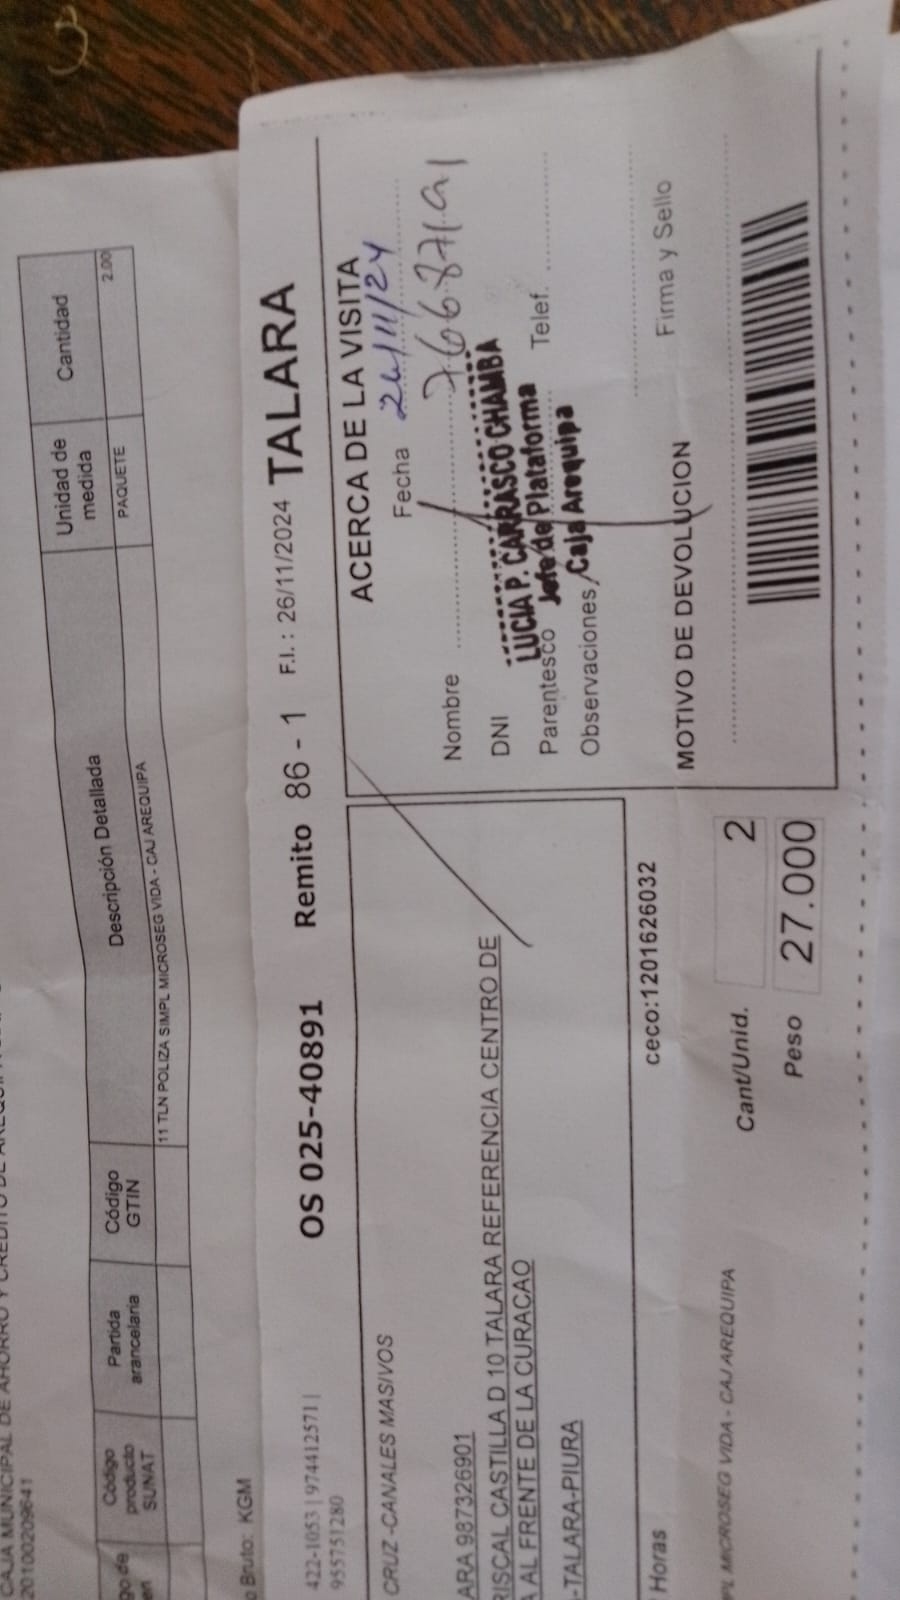 CAJA MUNICIPAL DE AHORRO Y CREDITO DE AREQUIPA
20100209641
Código producto SUNAT
Partida arancelaria
Código GTIN
Descripción Detallada
Unidad de medida
Cantidad
11 TLN POLIZA SIMPL MICROSEG VIDA - CAJ AREQUIPA
PAQUETE
2.00
Bruto: KGM
422-1053 | 974412571 |
955751280
OS 025-40891
Remito 86 - 1
F.I. : 26/11/2024
TALARA
CRUZ -CANALES MASIVOS
ARA 987326901
RISCAL CASTILLA D 10 TALARA REFERENCIA CENTRO DE
A AL FRENTE DE LA CURACAO
-TALARA-PIURA
Horas
ceco:1201626032
ACERCA DE LA VISITA
Fecha
Nombre
DNI
LUCIA P. CARRASCO CHAMBA
Parentesco
Jefe de Plataforma
Telef.
Observaciones
Caja Arequipa
Firma y Sello
MOTIVO DE DEVOLUCION
PL MICROSEG VIDA - CAJ AREQUIPA
Cant/Unid. 2
Peso 27.000